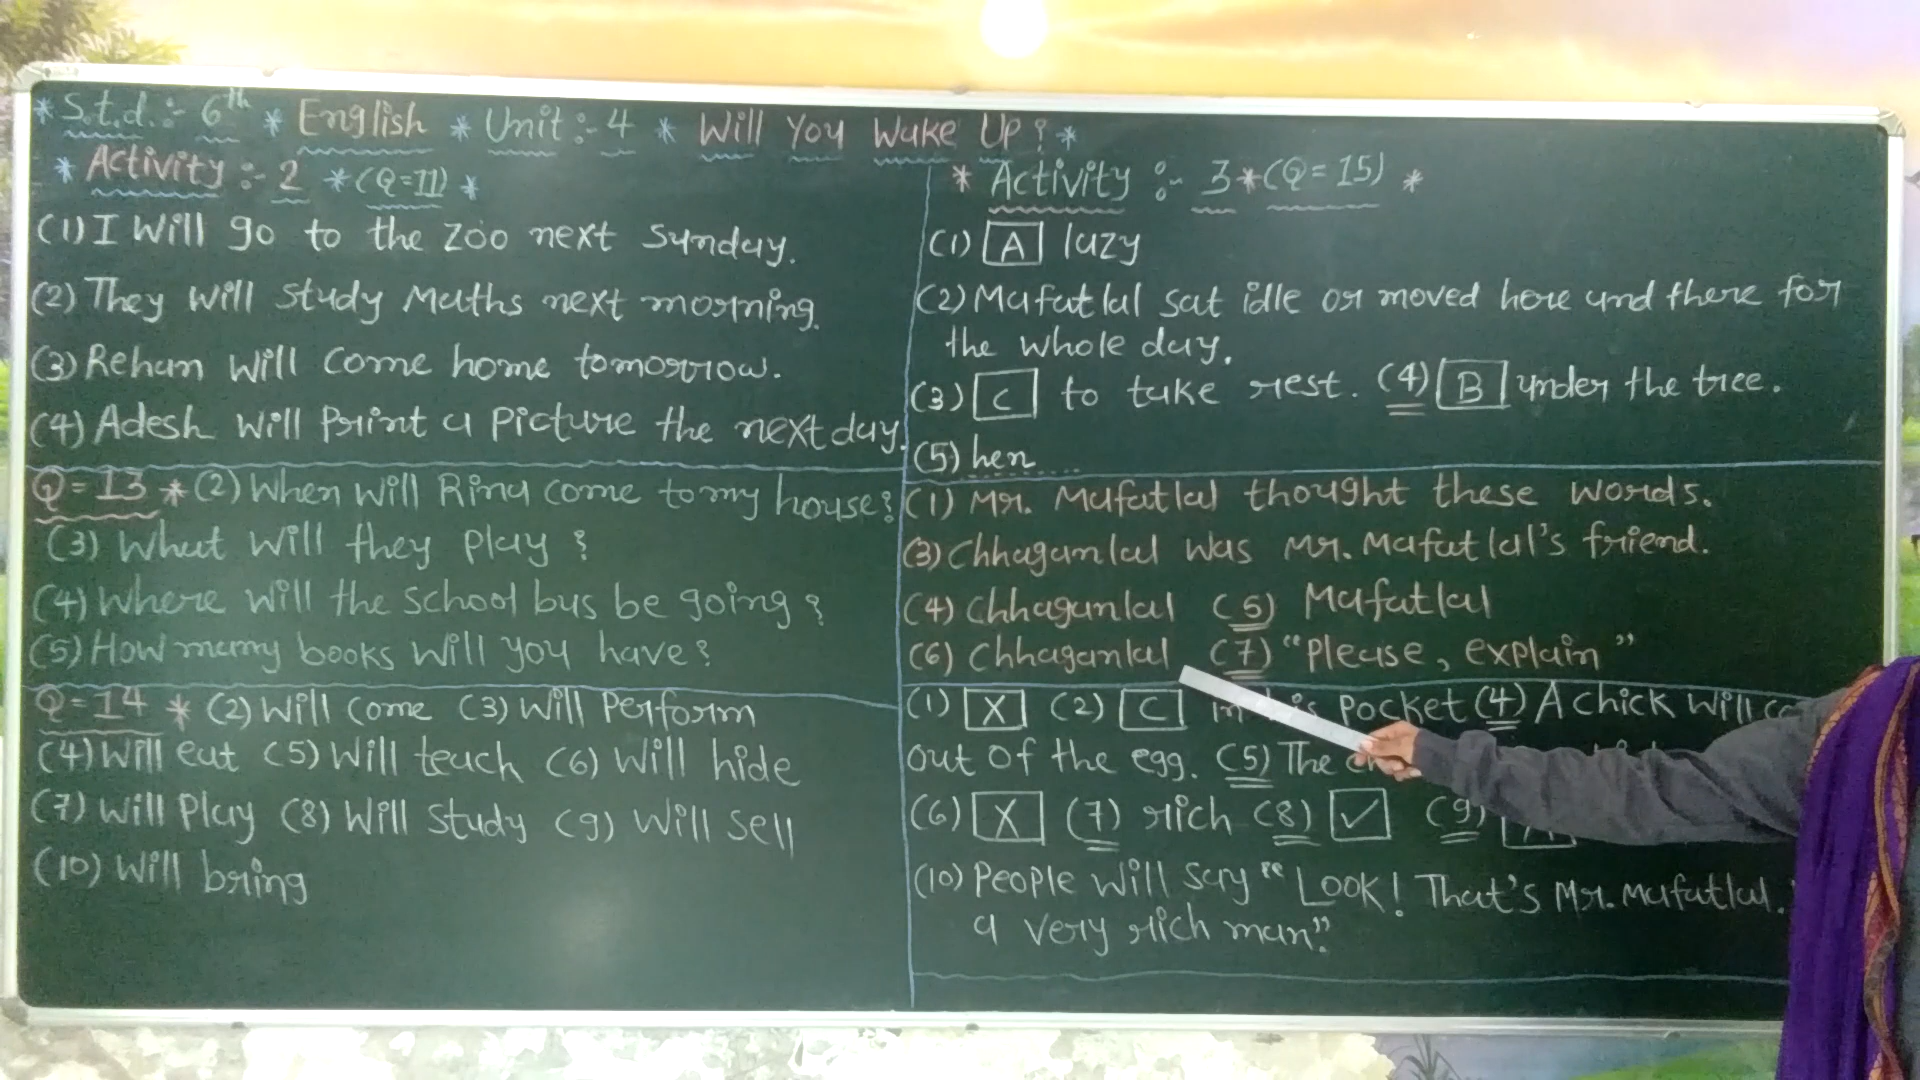 * S.t.d. :- 6th * English * Unit :- 4 * Will You Wake Up? *
* Activity :- 2 * (Q=11) *
(1) I Will go to the Zoo next Sunday.
(2) They Will Study Maths next morning.
(3) Rehan Will Come home tomorrow.
(4) Adesh Will Print a Picture the next day.
Q=13 * (2) When Will Rina Come to my house?
(3) What Will they play?
(4) Where Will the School bus be going?
(5) How many books Will you have?
Q=14 * (2) Will Come (3) Will Perform
(4) Will eat (5) Will teach (6) Will hide
(7) Will Play (8) Will Study (9) Will Sell
(10) Will bring
* Activity :- 3 * (Q=15) *
(1) A lazy
(2) Mafatlal sat idle or moved here and there for
the whole day.
(3) C to take rest. (4) B under the tree.
(5) hen....
(1) Mr. Mafatlal thought these words.
(3) Chhaganlal was Mr. Mafatlal's friend.
(4) Chhaganlal (5) Mafatlal
(6) Chhaganlal (7) "Please, explain"
(1) X (2) C pocket (4) A chick Will
out of the egg. (5) The
(6) X (7) rich (8) ✓ (9)
(10) People Will say "Look! That's Mr. Mafatlal.
a very rich man".